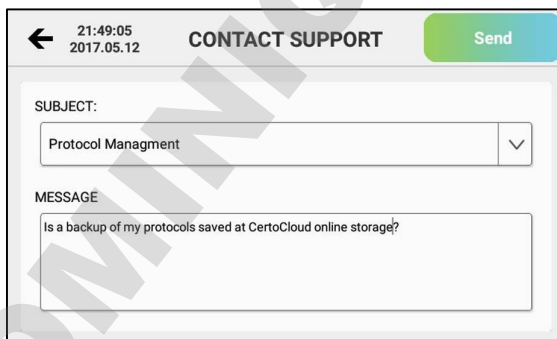 21:49:05
2017.05.12
CONTACT SUPPORT
Send
SUBJECT:
Protocol Managment
MESSAGE
Is a backup of my protocols saved at CertoCloud online storage?